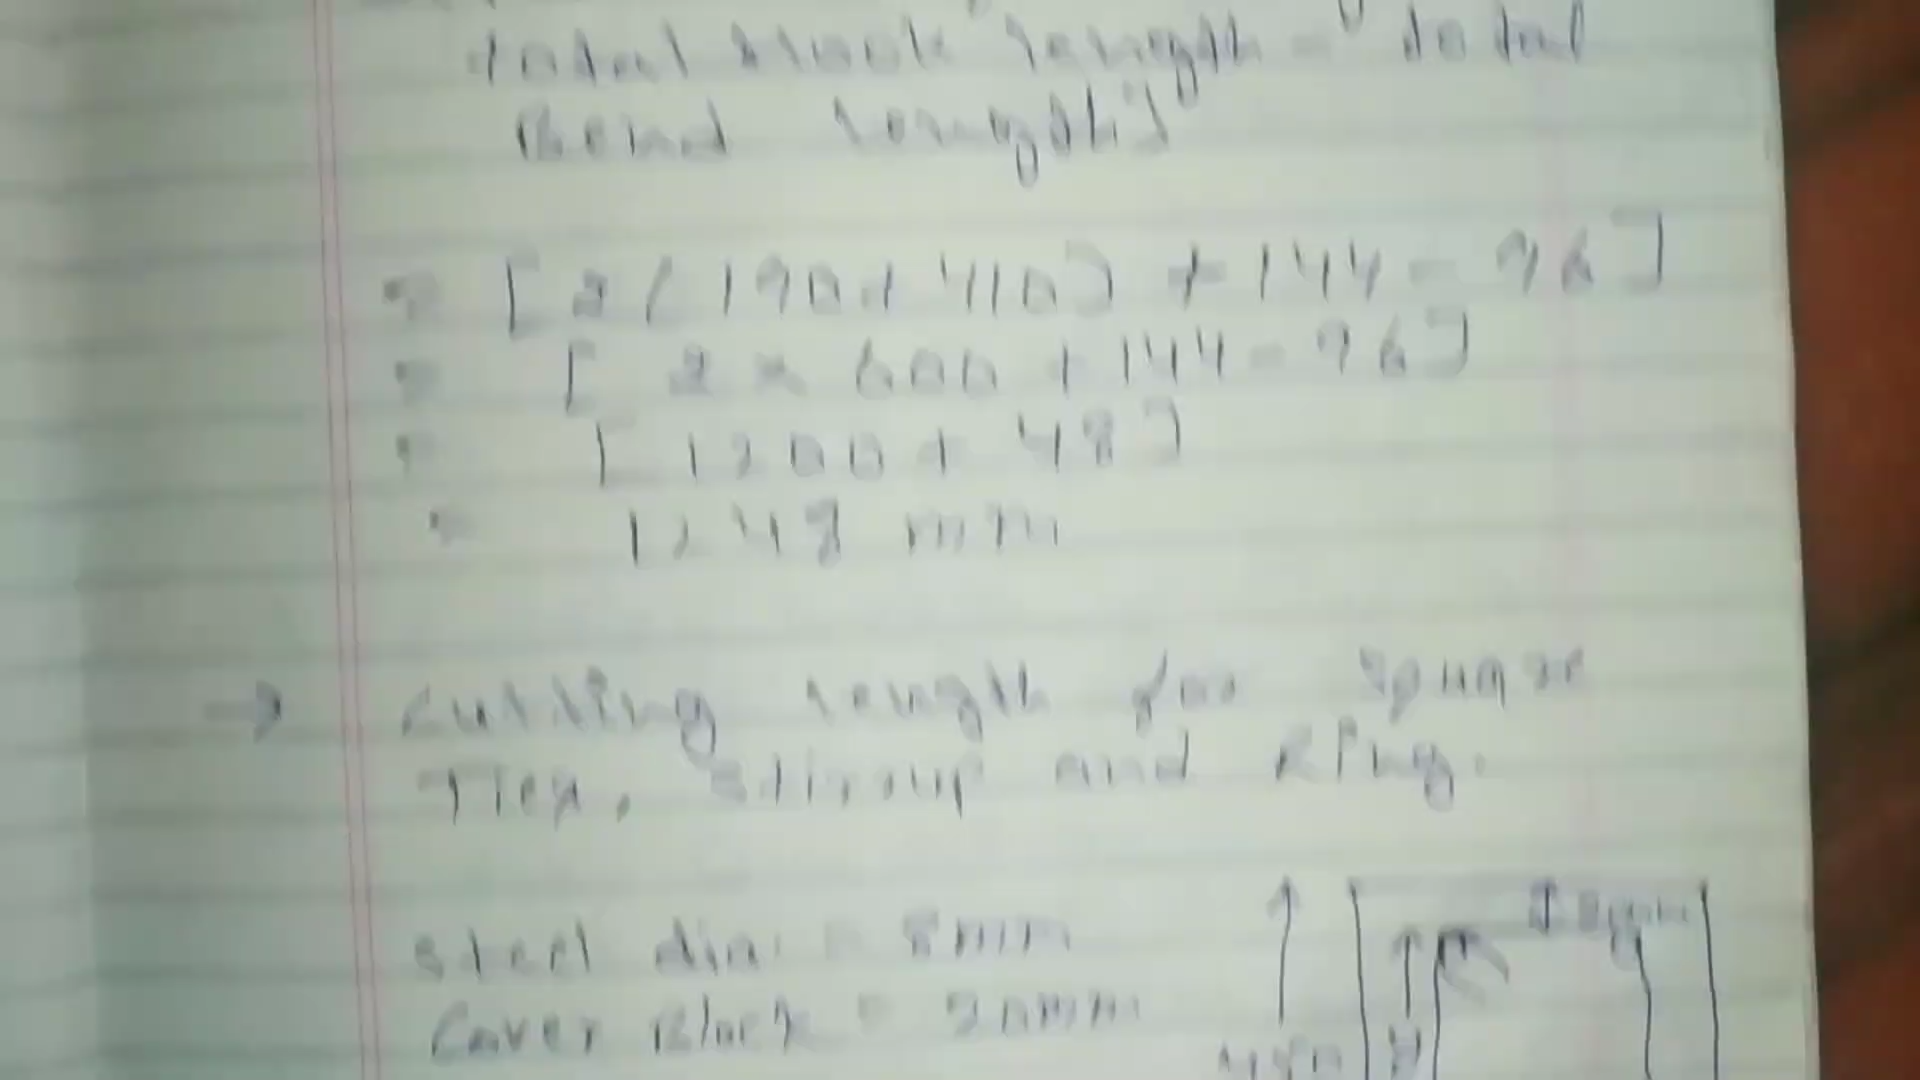 total Hook length - total
Bend length]
= [ 2 ( 190 + 410) + 144 - 96 ]
= [ 2 x 600 + 144 - 96 ]
= [ 1200 + 48 ]
= 1248 mm
→ Cutting length for square
Ties, stirrup and Ring.
Steel dia = 8mm
Cover Block =